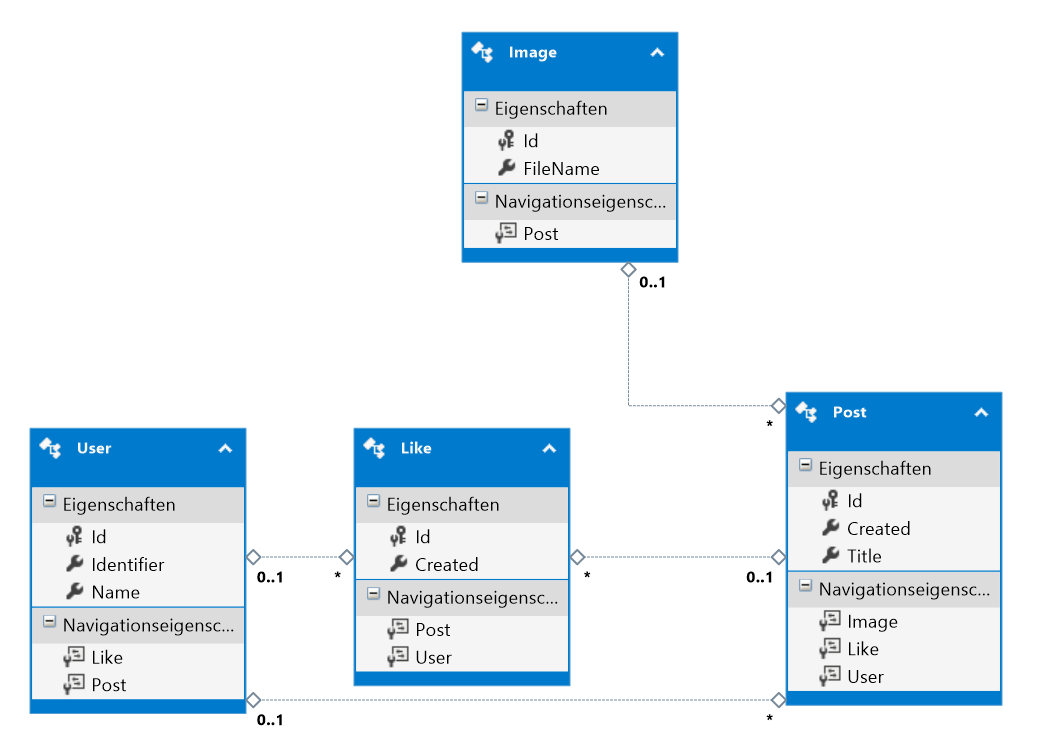 Image
Eigenschaften
Id
FileName
Navigationseigensc...
Post
0..1
*
User
Eigenschaften
Id
Identifier
Name
Navigationseigensc...
Like
Post
0..1
*
Like
Eigenschaften
Id
Created
Navigationseigensc...
Post
User
*
0..1
Post
Eigenschaften
Id
Created
Title
Navigationseigensc...
Image
Like
User
0..1
*